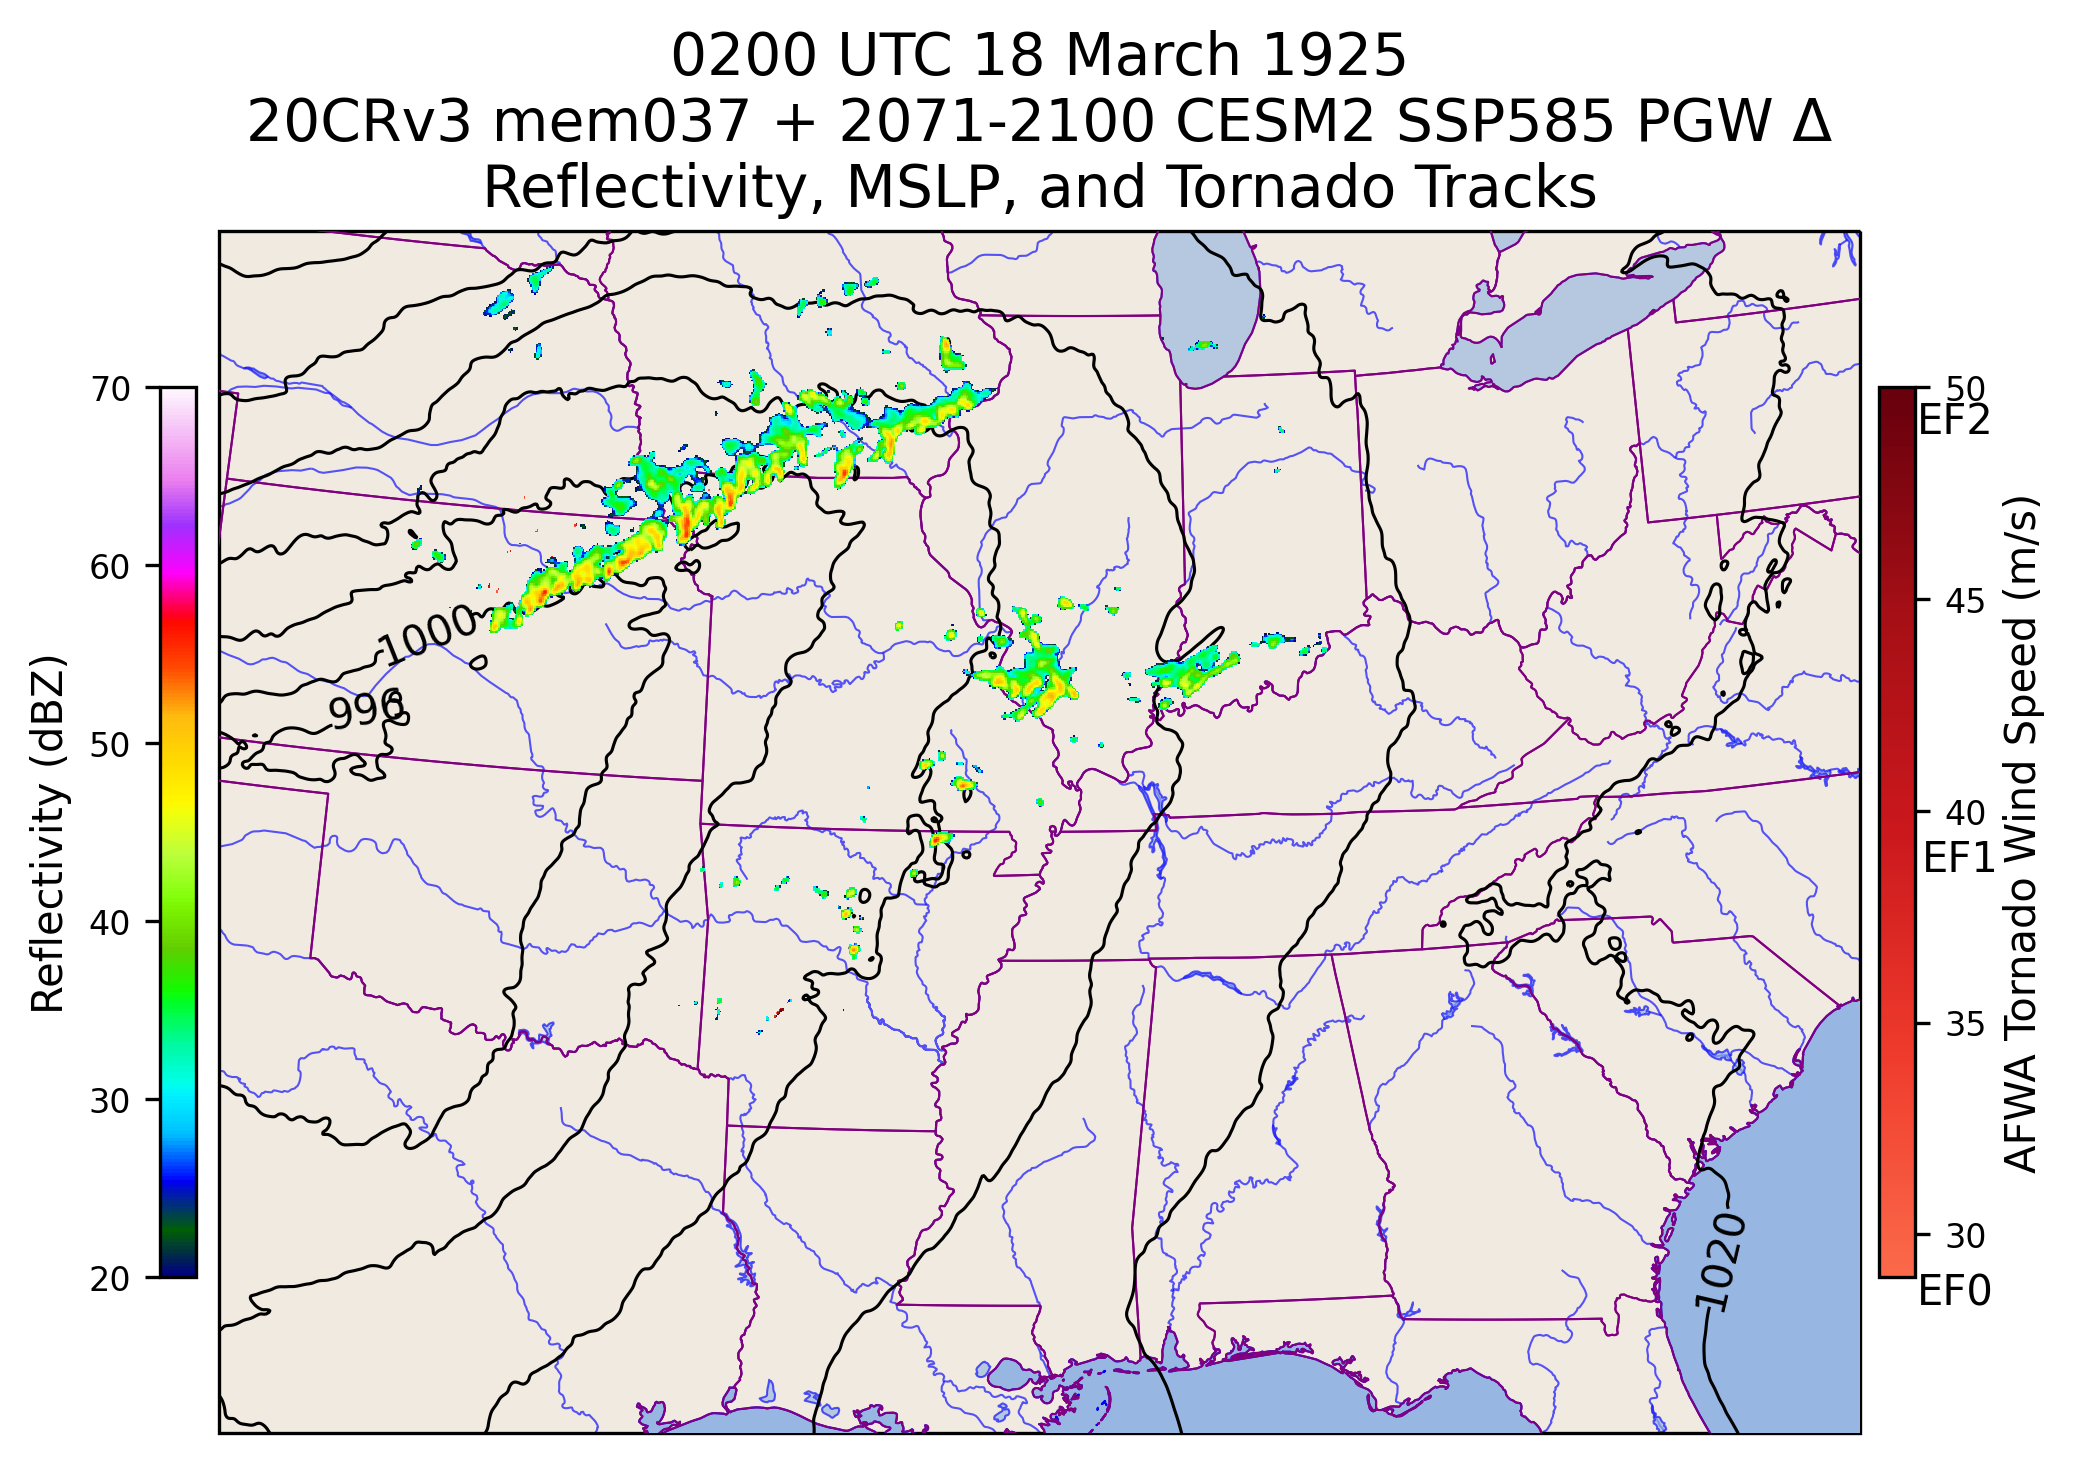 0200 UTC 18 March 1925
20CRv3 mem037 + 2071-2100 CESM2 SSP585 PGW Δ
Reflectivity, MSLP, and Tornado Tracks
70
60
50
40
30
20
Reflectivity (dBZ)
1000
996
1020
50
EF2
45
40
EF1
35
30
EF0
AFWA Tornado Wind Speed (m/s)